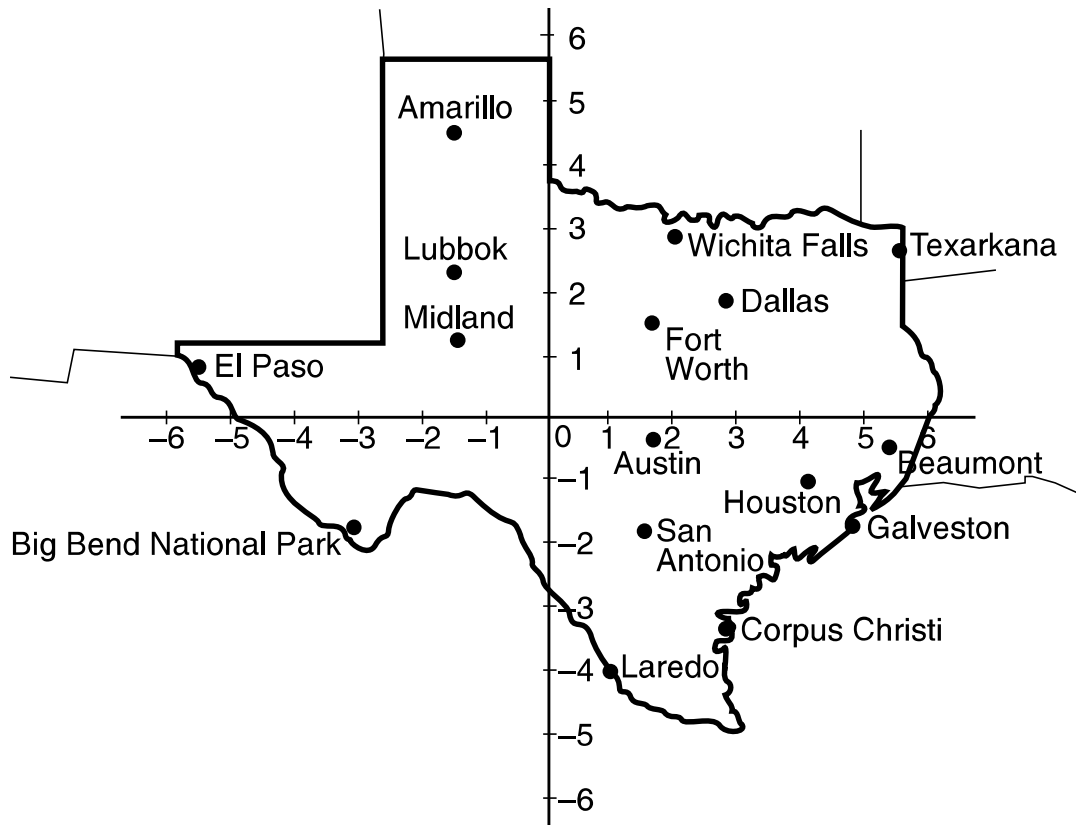 6
5
Amarillo
4
3
Wichita Falls
Texarkana
Lubbok
2
Dallas
Midland
Fort
Worth
1
El Paso
–6 –5 –4 –3 –2 –1 0 1 2 3 4 5 6
Austin
Beaumont
–1
Houston
Galveston
San
Antonio
Big Bend National Park
–2
–3
Corpus Christi
–4
Laredo
–5
–6